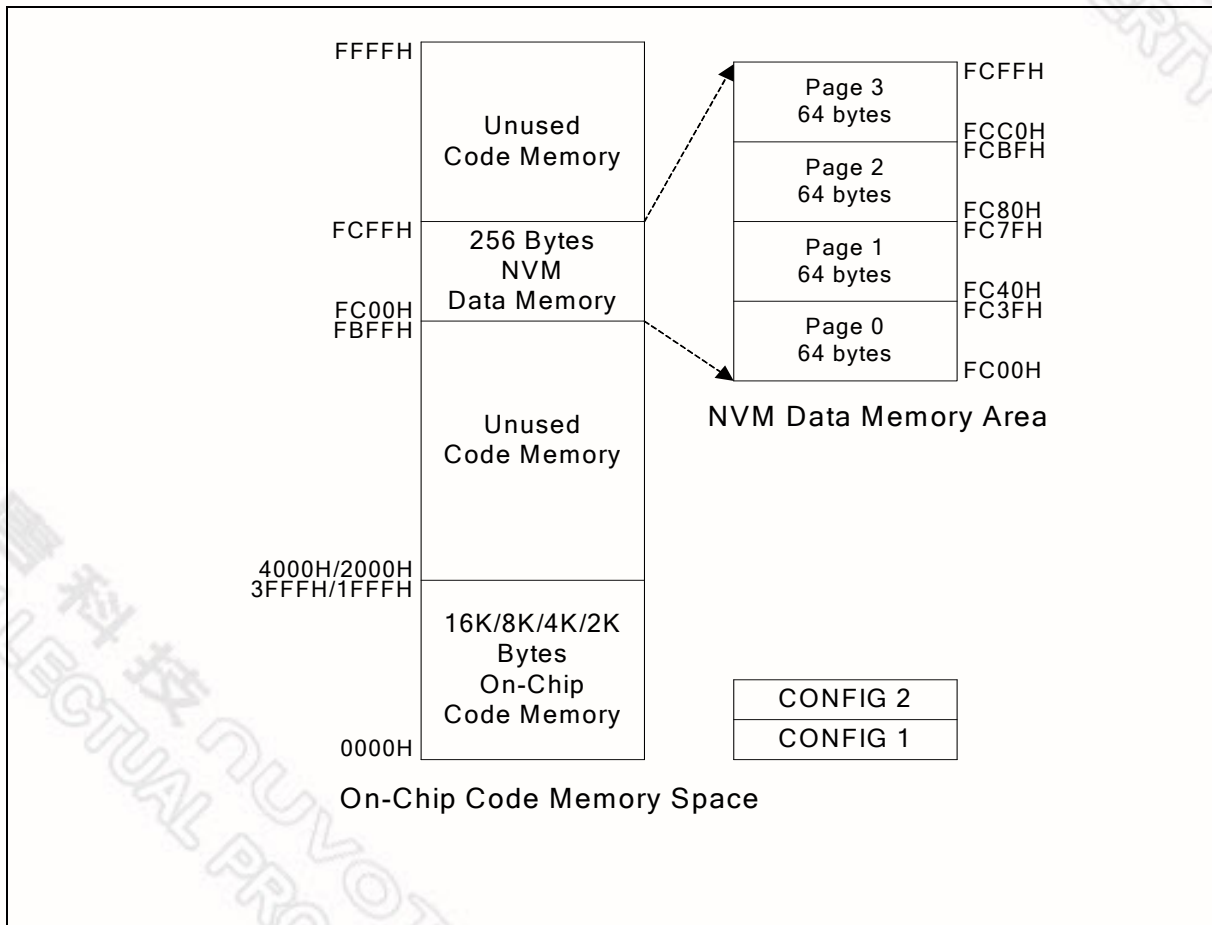 FFFFH
Unused
Code Memory
FCFFH
256 Bytes
NVM
Data Memory
FC00H
FBFFH
Unused
Code Memory
4000H/2000H
3FFFH/1FFFH
16K/8K/4K/2K
Bytes
On-Chip
Code Memory
0000H
On-Chip Code Memory Space
FCFFH
Page 3
64 bytes
FCC0H
FCBFH
Page 2
64 bytes
FC80H
FC7FH
Page 1
64 bytes
FC40H
FC3FH
Page 0
64 bytes
FC00H
NVM Data Memory Area
CONFIG 2
CONFIG 1
科技 nuvoT